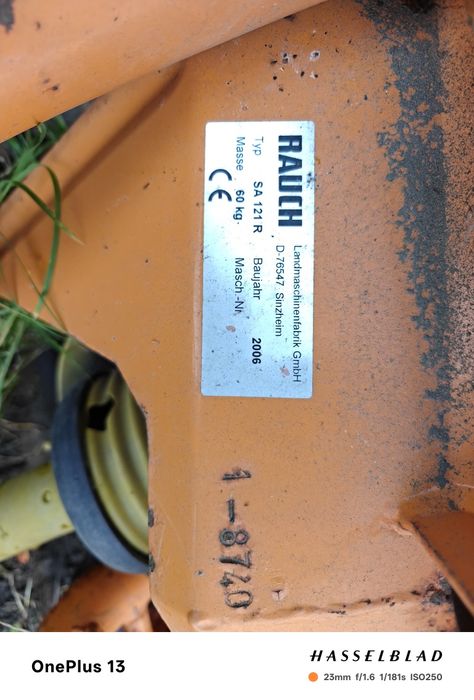 RAUCH
Landmaschinenfabrik GmbH
D-76547 Sinzheim
Typ SA 121 R Baujahr 2006
Masse 60 kg. Masch.-Nr.
CE
1-8740
OnePlus 13
HASSELBLAD
23mm f/1.6 1/181s ISO250